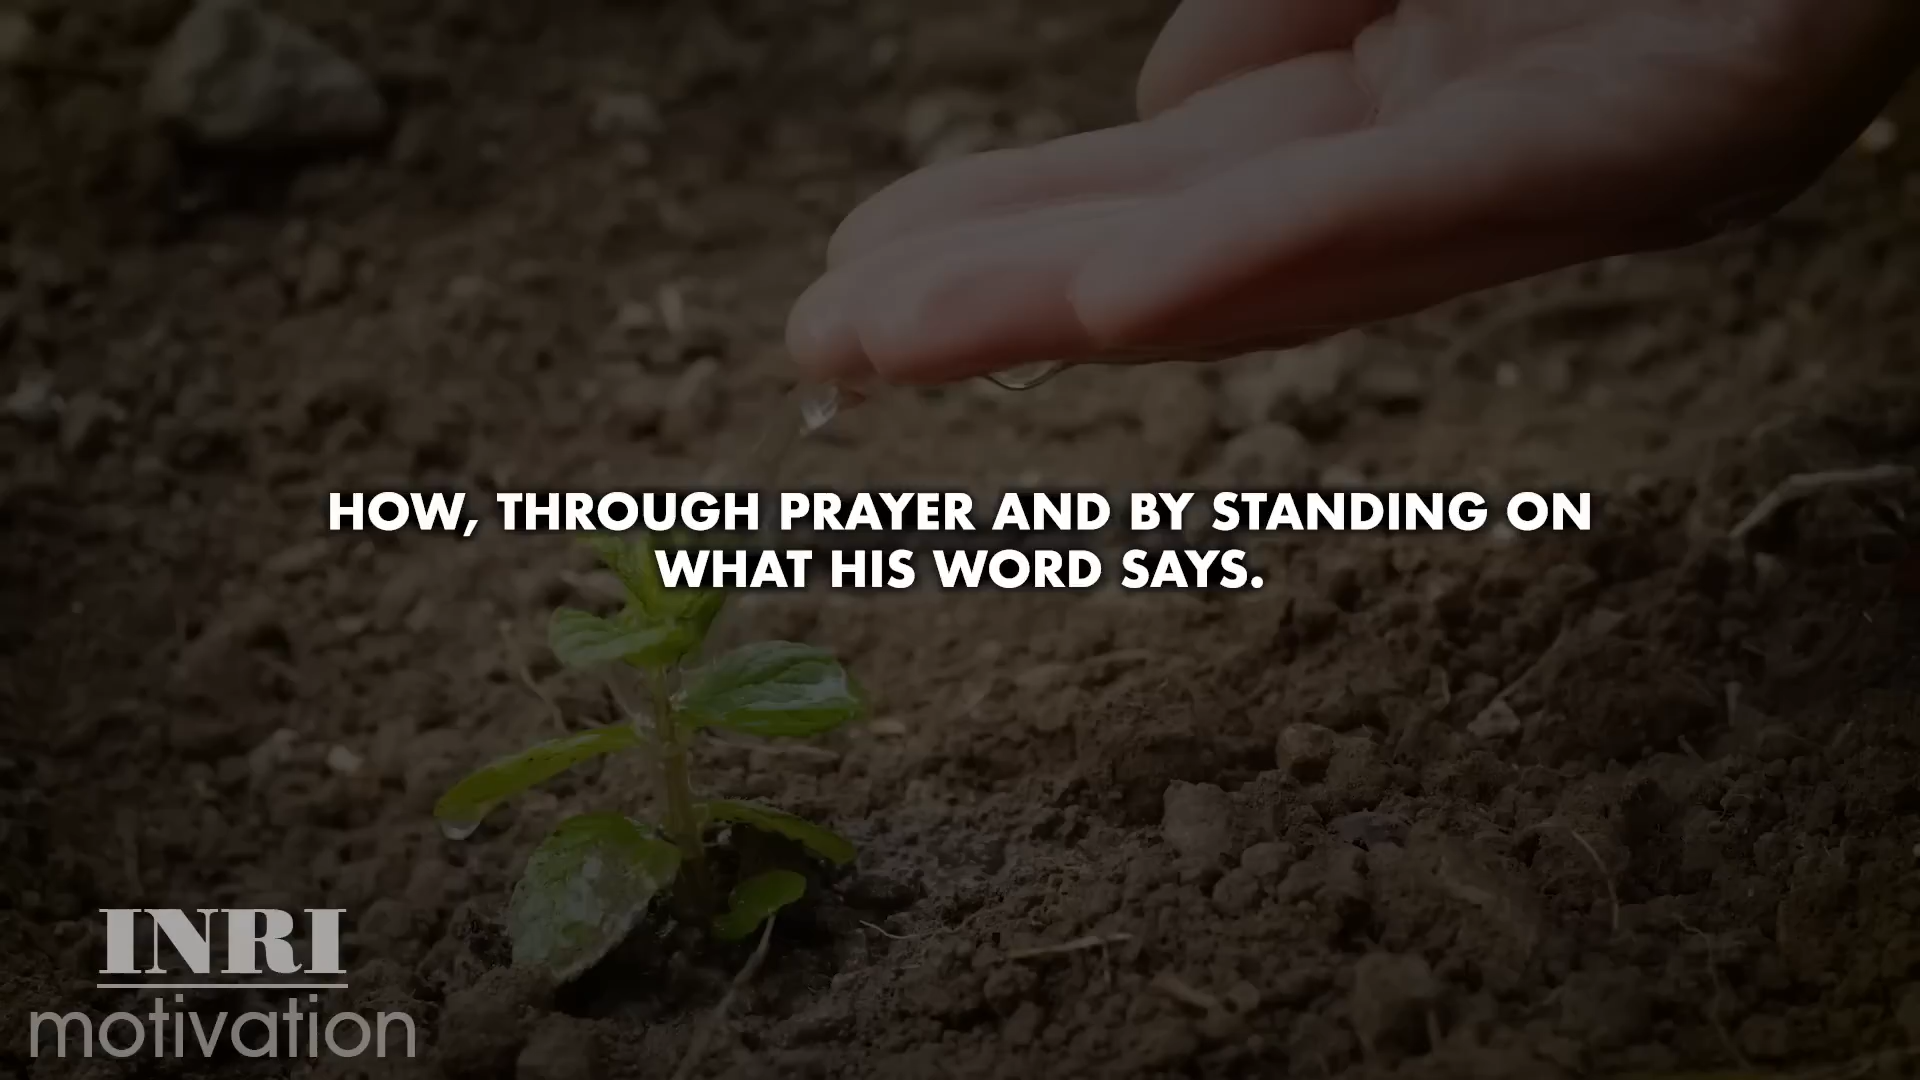 HOW, THROUGH PRAYER AND BY STANDING ON
WHAT HIS WORD SAYS.
INRI
motivation